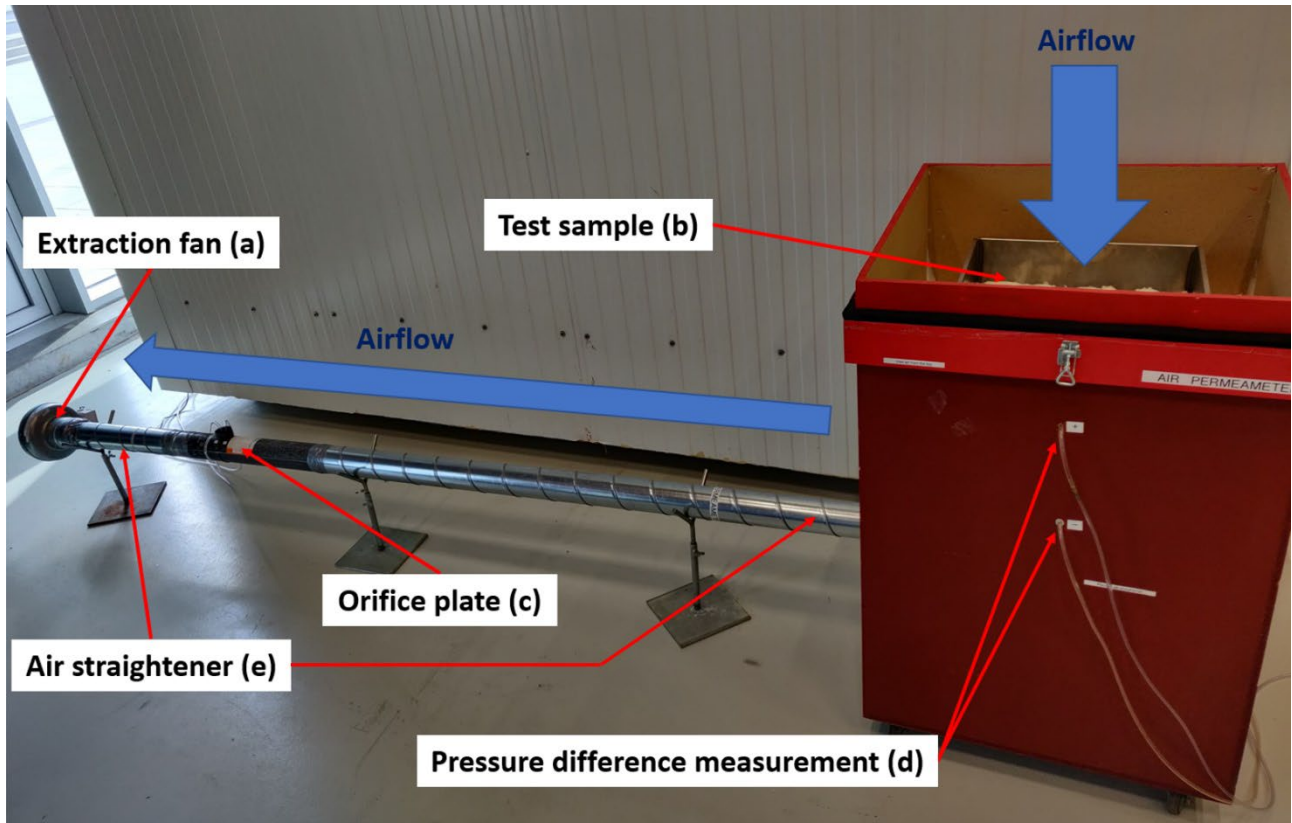 Airflow
Test sample (b)
Extraction fan (a)
Airflow
AIR PERMEAMETE
+
−
Orifice plate (c)
Air straightener (e)
Pressure difference measurement (d)